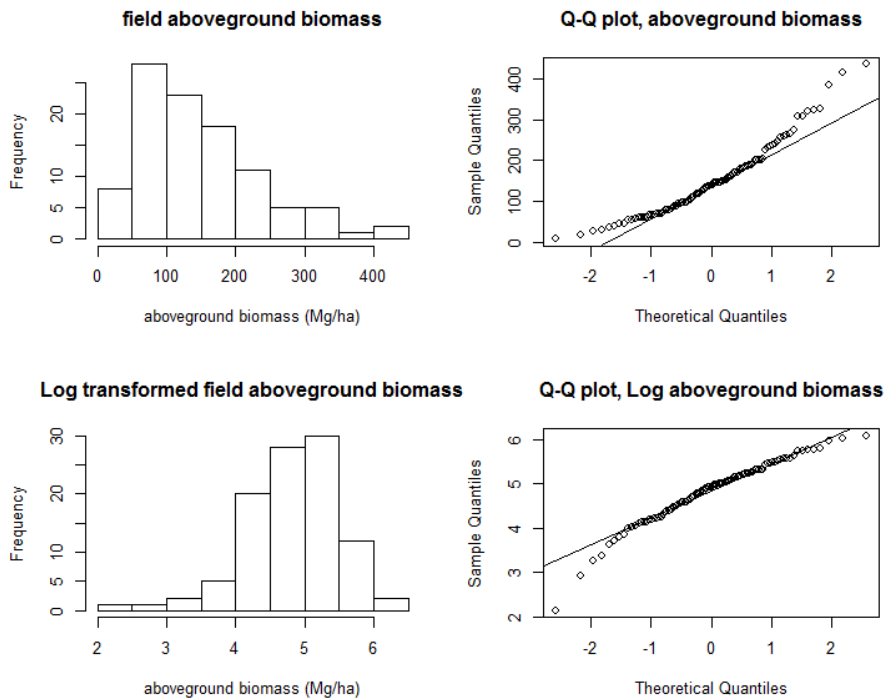 field aboveground biomass
Frequency
0 5 10 20
0 100 200 300 400
aboveground biomass (Mg/ha)
Q-Q plot, aboveground biomass
Sample Quantiles
0 100 200 300 400
-2 -1 0 1 2
Theoretical Quantiles
Log transformed field aboveground biomass
Frequency
0 5 10 20 30
2 3 4 5 6
aboveground biomass (Mg/ha)
Q-Q plot, Log aboveground biomass
Sample Quantiles
2 3 4 5 6
-2 -1 0 1 2
Theoretical Quantiles